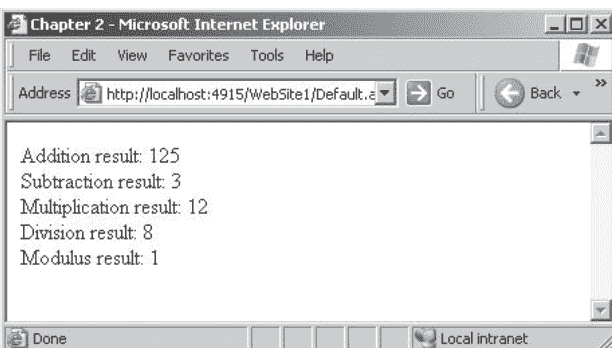 Chapter 2 - Microsoft Internet Explorer
File Edit View Favorites Tools Help
Address http://localhost:4915/WebSite1/Default.a Go Back »
Addition result: 125
Subtraction result: 3
Multiplication result: 12
Division result: 8
Modulus result: 1
Done Local intranet